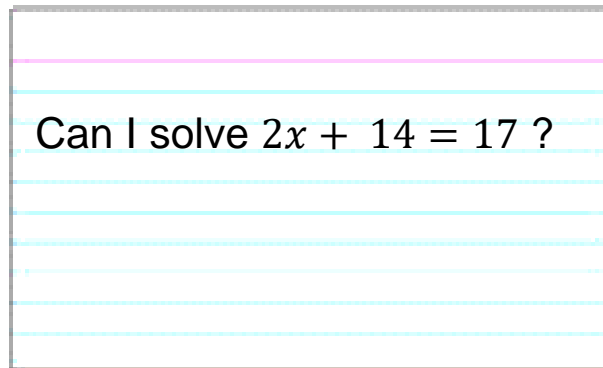 Can I solve 2𝑥 + 14 = 17 ?